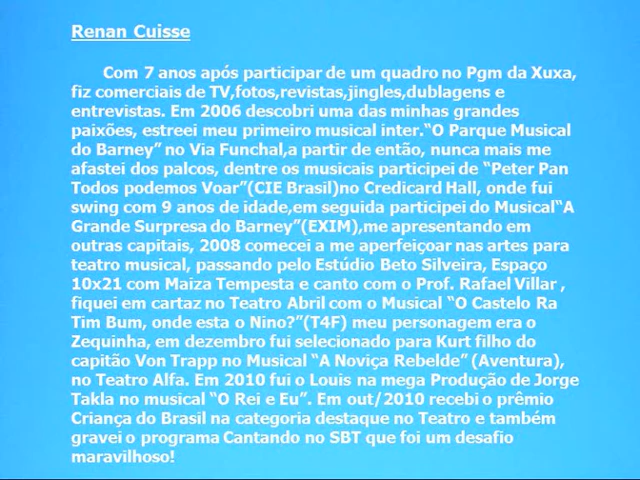 Renan Cuisse
Com 7 anos após participar de um quadro no Pgm da Xuxa,
fiz comerciais de TV,fotos,revistas,jingles,dublagens e
entrevistas. Em 2006 descobri uma das minhas grandes
paixões, estreei meu primeiro musical inter.“O Parque Musical
do Barney” no Via Funchal,a partir de então, nunca mais me
afastei dos palcos, dentre os musicais participei de “Peter Pan
Todos podemos Voar”(CIE Brasil)no Credicard Hall, onde fui
swing com 9 anos de idade,em seguida participei do Musical“A
Grande Surpresa do Barney”(EXIM),me apresentando em
outras capitais, 2008 comecei a me aperfeiçoar nas artes para
teatro musical, passando pelo Estúdio Beto Silveira, Espaço
10x21 com Maiza Tempesta e canto com o Prof. Rafael Villar ,
fiquei em cartaz no Teatro Abril com o Musical “O Castelo Ra
Tim Bum, onde esta o Nino?”(T4F) meu personagem era o
Zequinha, em dezembro fui selecionado para Kurt filho do
capitão Von Trapp no Musical “A Noviça Rebelde” (Aventura),
no Teatro Alfa. Em 2010 fui o Louis na mega Produção de Jorge
Takla no musical “O Rei e Eu”. Em out/2010 recebi o prêmio
Criança do Brasil na categoria destaque no Teatro e também
gravei o programa Cantando no SBT que foi um desafio
maravilhoso!